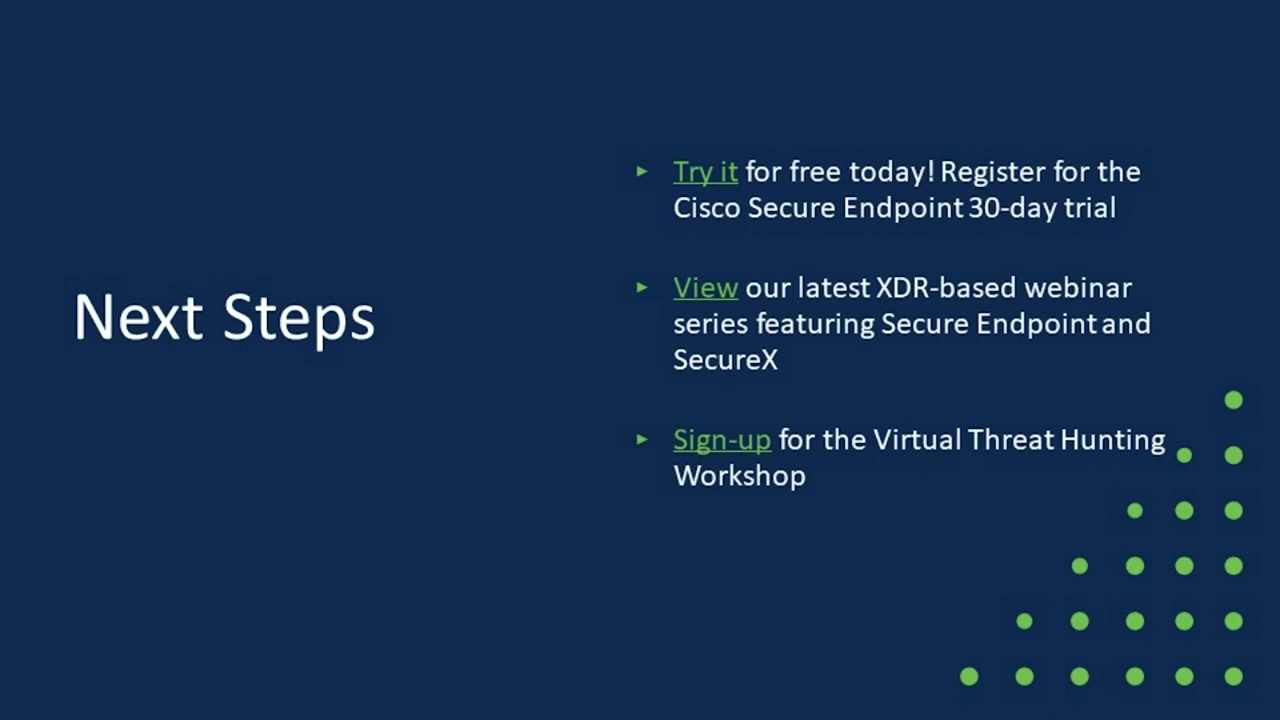 Next Steps
Try it for free today! Register for the
Cisco Secure Endpoint 30-day trial
View our latest XDR-based webinar
series featuring Secure Endpoint and
SecureX
Sign-up for the Virtual Threat Hunting
Workshop